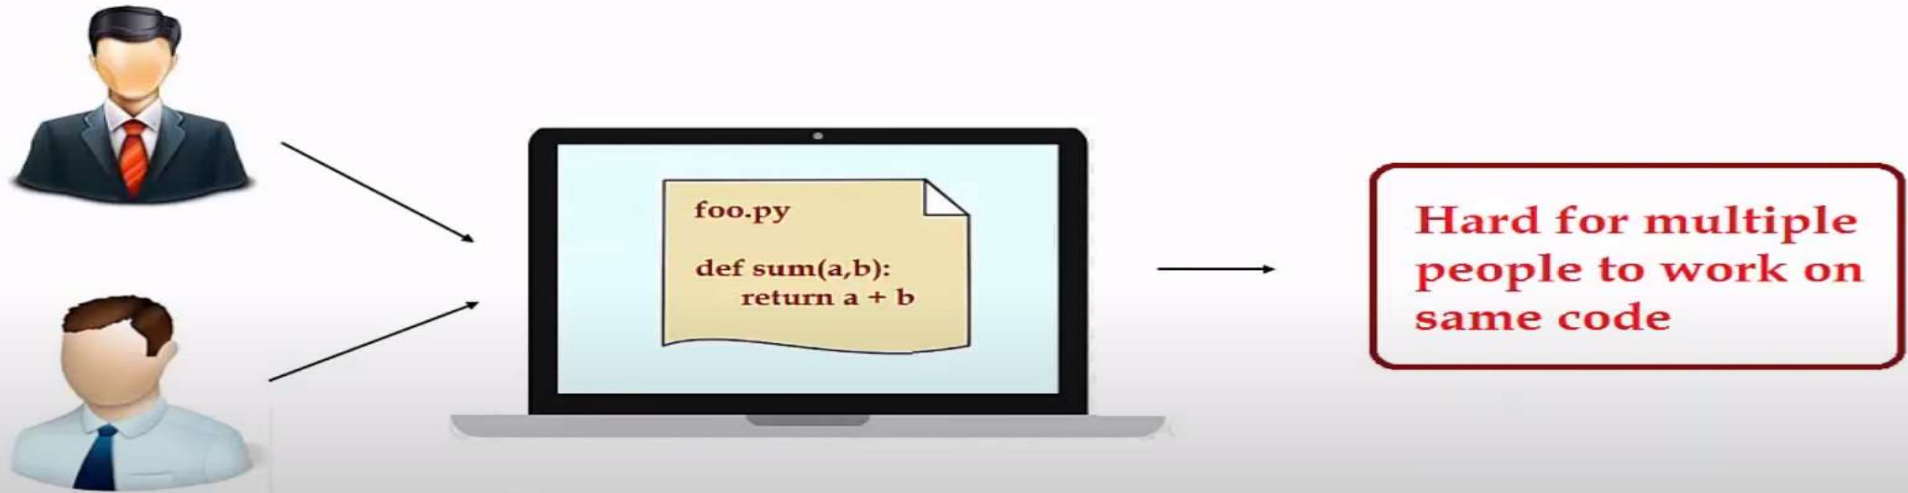 foo.py
def sum(a,b):
return a + b
Hard for multiple
people to work on
same code